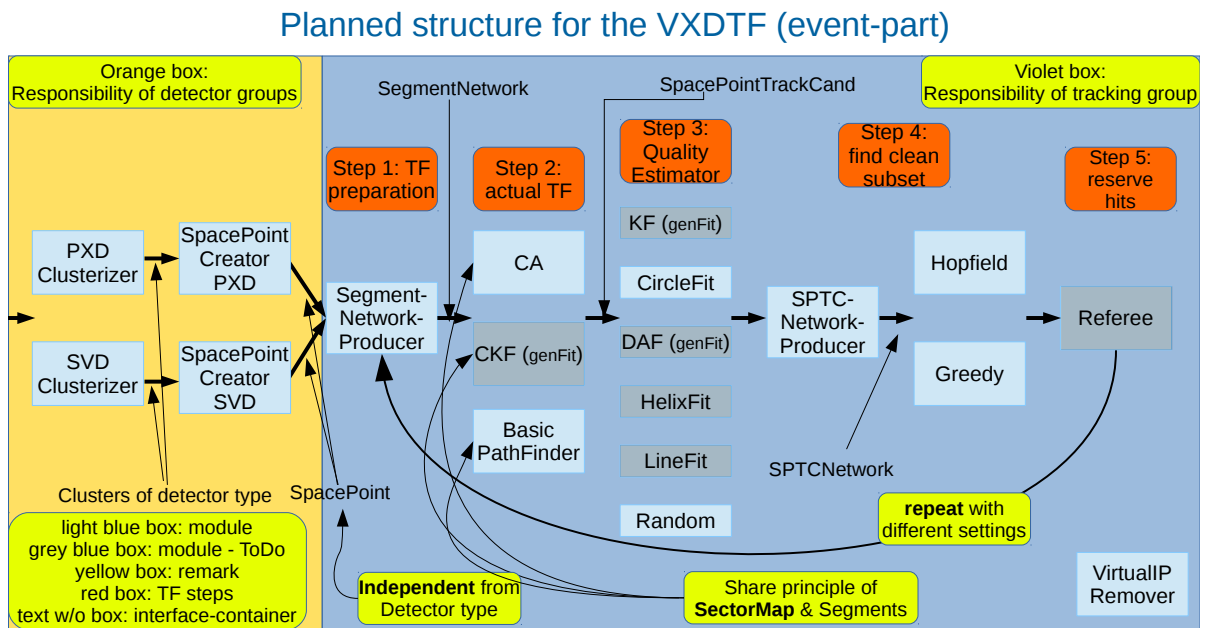 Planned structure for the VXDTF (event-part)
Orange box:
Responsibility of detector groups
SegmentNetwork
SpacePointTrackCand
Violet box:
Responsibility of tracking group
Step 1: TF
preparation
Step 2:
actual TF
Step 3:
Quality
Estimator
Step 4:
find clean
subset
Step 5:
reserve
hits
PXD
Clusterizer
SpacePoint
Creator
PXD
SVD
Clusterizer
SpacePoint
Creator
SVD
Segment-
Network-
Producer
CA
CKF (genFit)
Basic
PathFinder
KF (genFit)
CircleFit
DAF (genFit)
HelixFit
LineFit
Random
SPTC-
Network-
Producer
Hopfield
Greedy
Referee
SPTCNetwork
Clusters of detector type
SpacePoint
repeat with
different settings
light blue box: module
grey blue box: module - ToDo
yellow box: remark
red box: TF steps
text w/o box: interface-container
Independent from
Detector type
Share principle of
SectorMap & Segments
VirtualIP
Remover